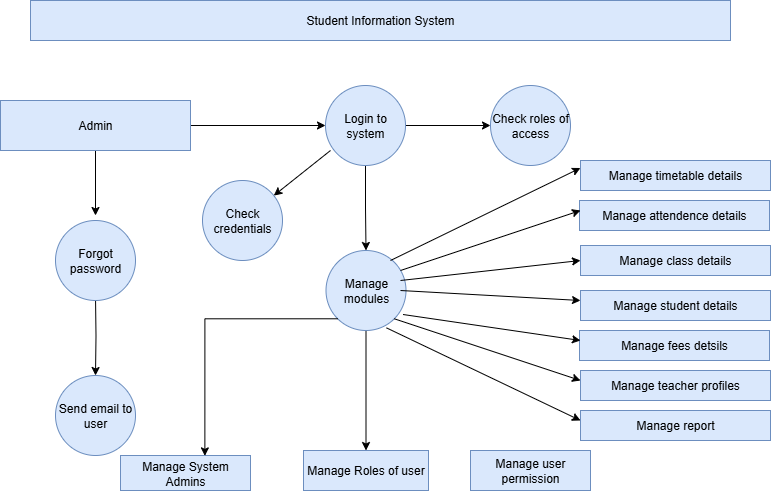 Student Information System
Admin
Login to
system
Check roles of
access
Check
credentials
Forgot
password
Manage
modules
Manage timetable details
Manage attendence details
Manage class details
Manage student details
Manage fees detsils
Manage teacher profiles
Manage report
Send email to
user
Manage System
Admins
Manage Roles of user
Manage user
permission